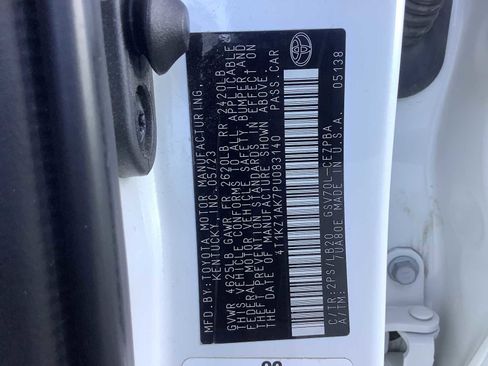 MFD.BY: TOYOTA MOTOR MANUFACTURING,
KENTUCKY, INC. 05/23
GVWR 4625LB GAWR FR 2620LB RR 2420LB
THIS VEHICLE CONFORMS TO ALL APPLICABLE
FEDERAL MOTOR VEHICLE SAFETY, BUMPER AND
THEFT PREVENTION STANDARDS IN EFFECT ON
THE DATE OF MANUFACTURE SHOWN ABOVE.
4T1KZ1AK7PU083140 PASS.CAR
C/TR:2PS/LB20 GSV70L-CEZPBA
A/TM: 7UA80E MADE IN U.S.A. 05138